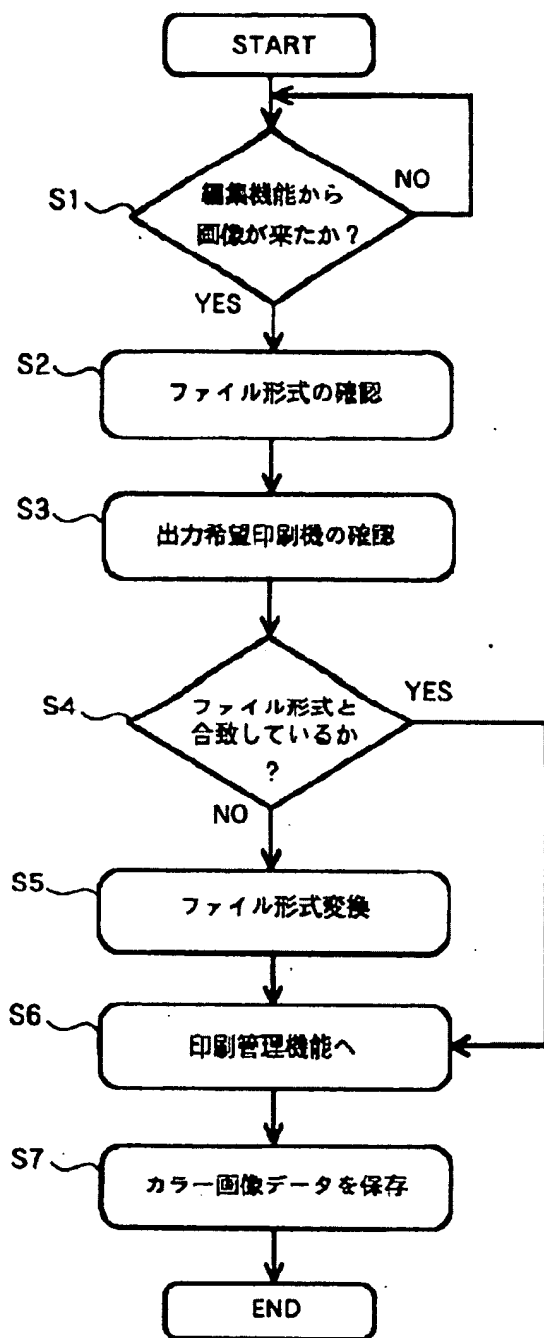 START
S1
編集機能から
画像が来たか?
NO
YES
S2
ファイル形式の確認
S3
出力希望印刷機の確認
S4
ファイル形式と
合致しているか
?
YES
NO
S5
ファイル形式変換
S6
印刷管理機能へ
S7
カラー画像データを保存
END